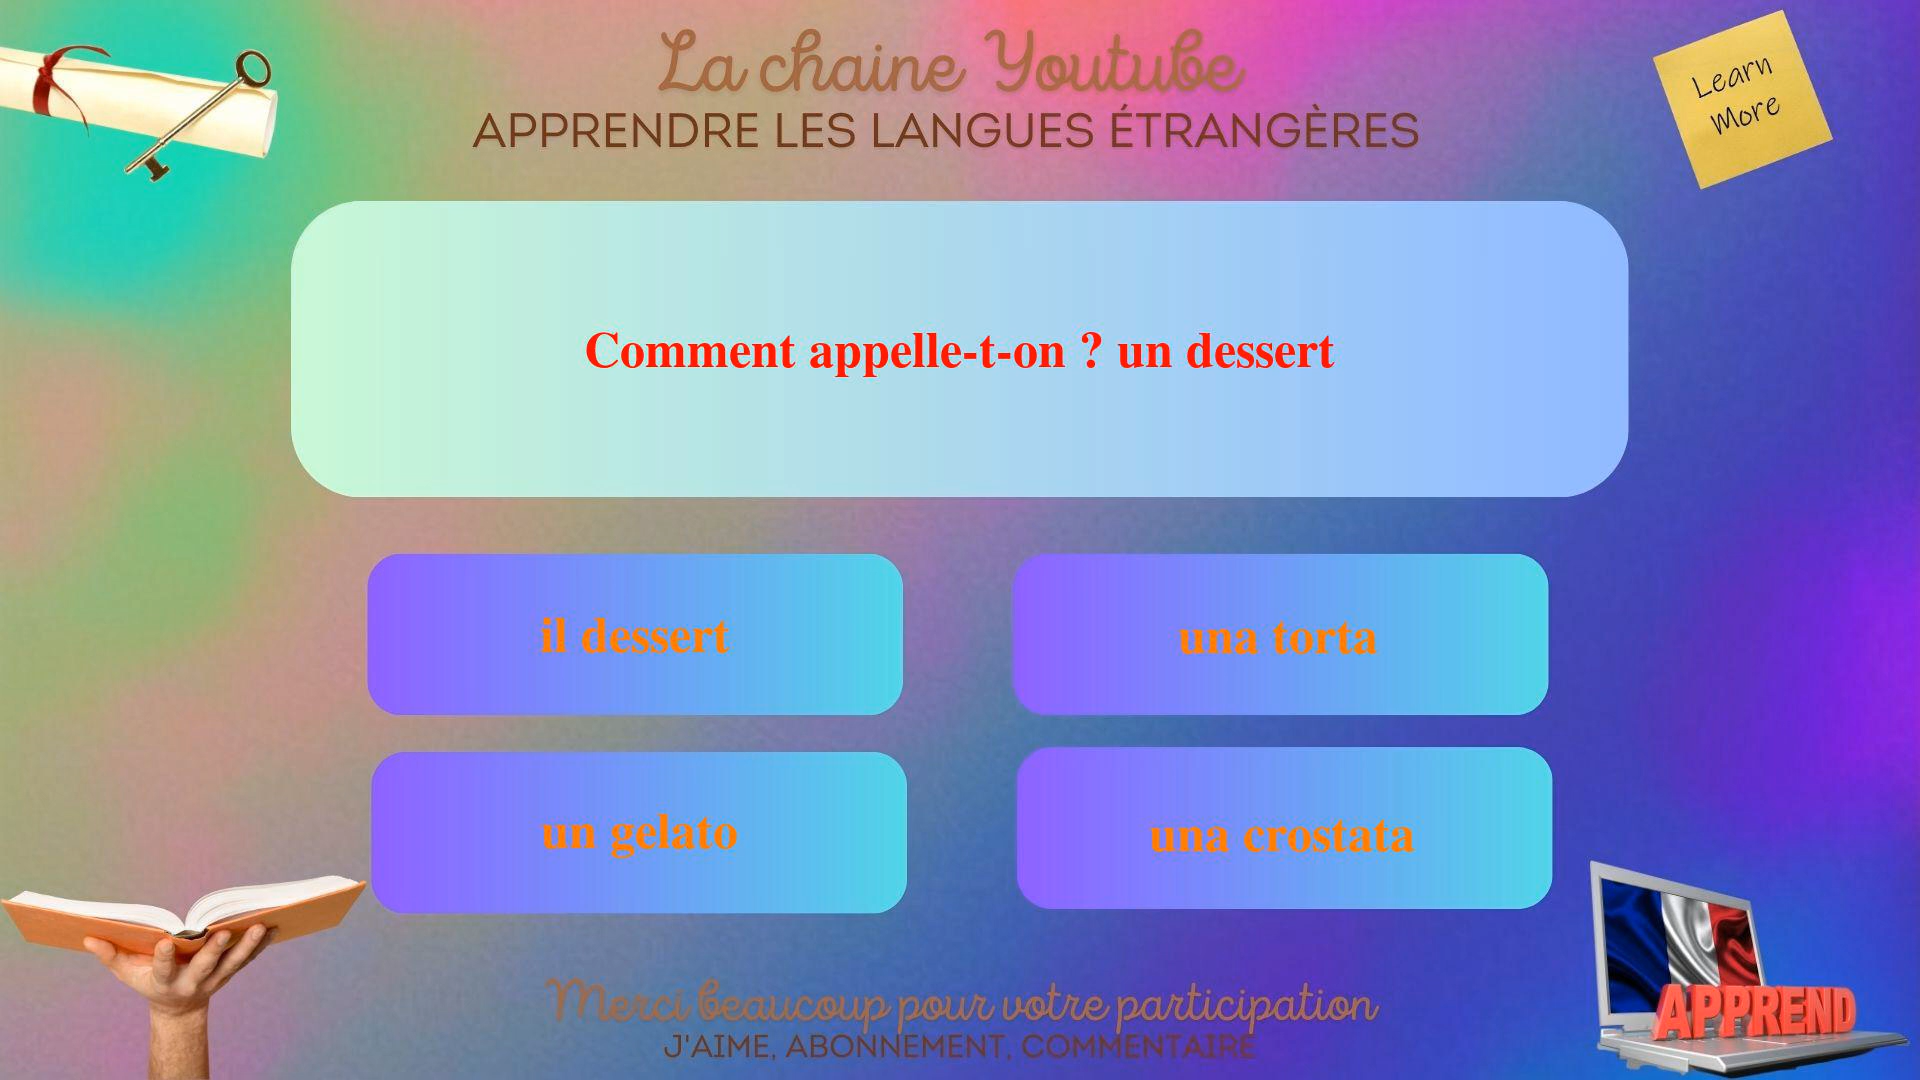 La chaine Youtube
APPRENDRE LES LANGUES ÉTRANGÈRES
Learn
More
Comment appelle-t-on ? un dessert
il dessert
una torta
un gelato
una crostata
APPREND
Merci beaucoup pour votre participation
J'AIME, ABONNEMENT, COMMENTAIRE